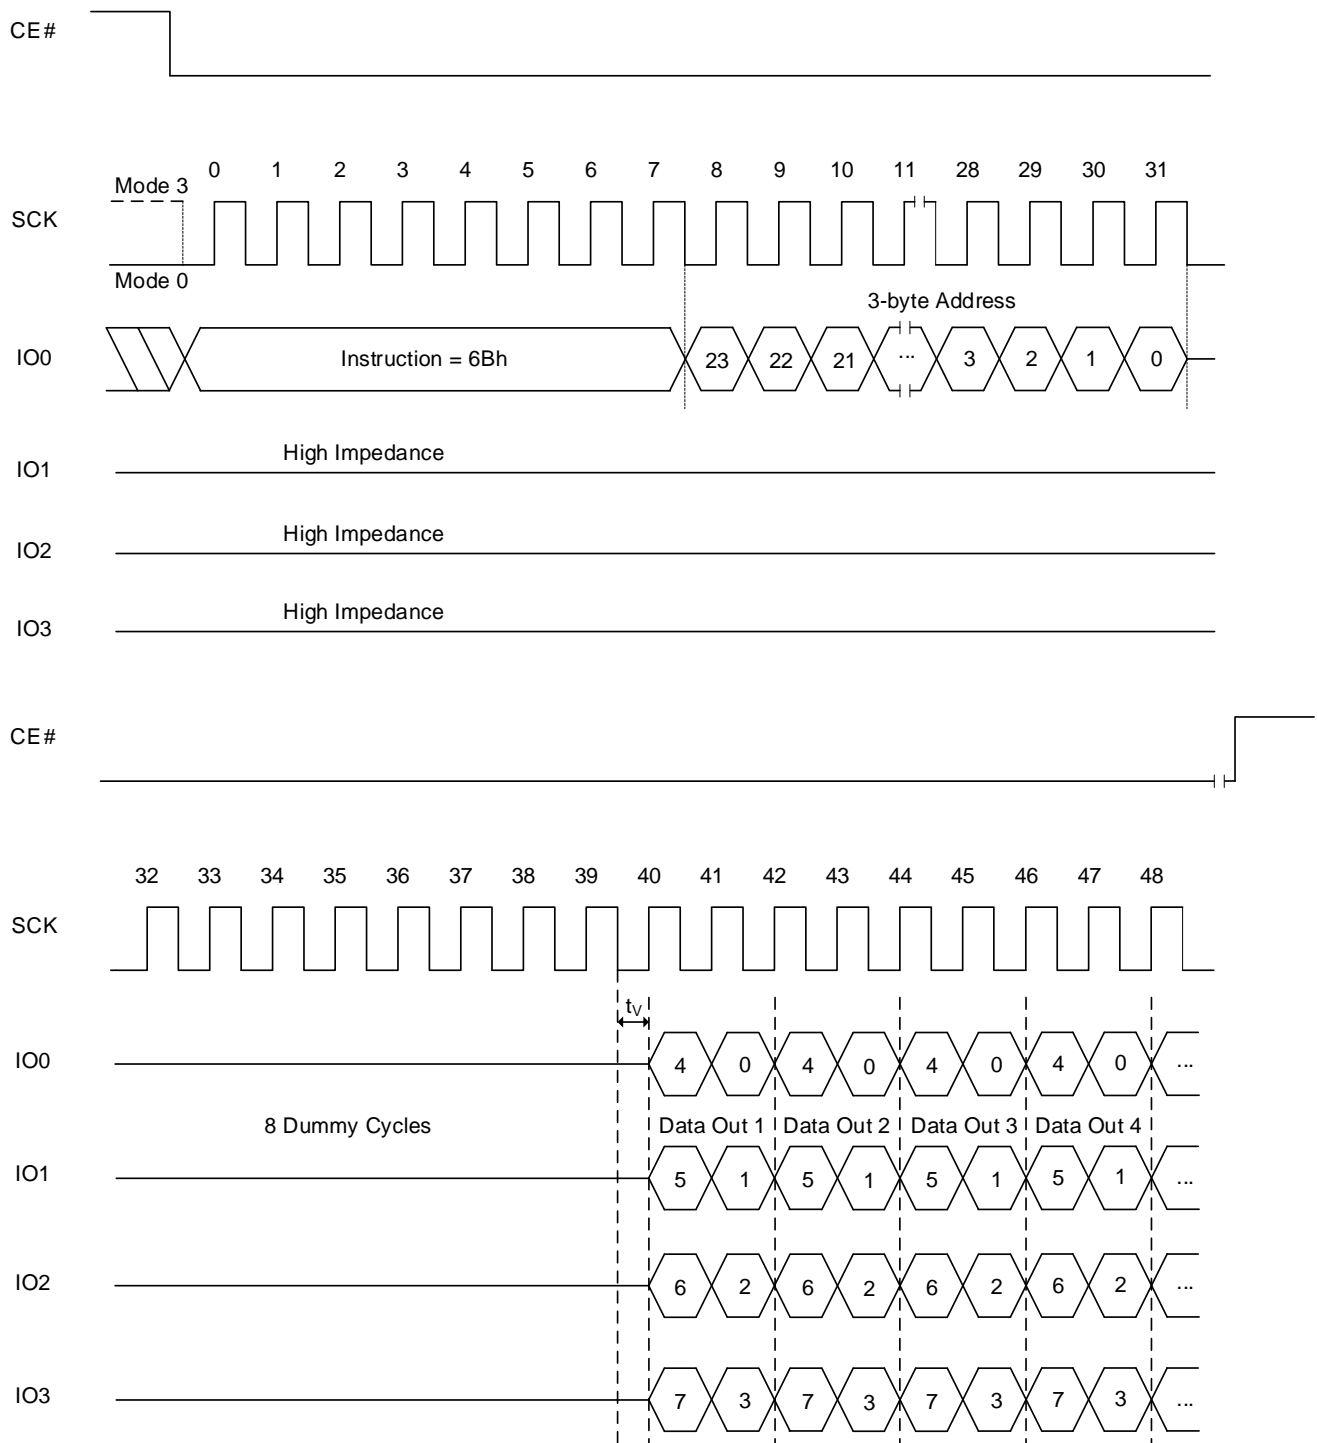 CE#
0 1 2 3 4 5 6 7 8 9 10 11 28 29 30 31
Mode 3
SCK
Mode 0
3-byte Address
IO0 Instruction = 6Bh 23 22 21 ... 3 2 1 0
High Impedance
IO1
High Impedance
IO2
High Impedance
IO3
CE#
32 33 34 35 36 37 38 39 40 41 42 43 44 45 46 47 48
SCK
tV
IO0 4 0 4 0 4 0 4 0 ...
8 Dummy Cycles Data Out 1 Data Out 2 Data Out 3 Data Out 4
IO1 5 1 5 1 5 1 5 1 ...
IO2 6 2 6 2 6 2 6 2 ...
IO3 7 3 7 3 7 3 7 3 ...